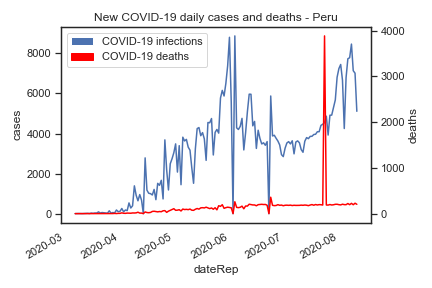 New COVID-19 daily cases and deaths - Peru
COVID-19 infections
COVID-19 deaths
8000
6000
4000
2000
0
cases
4000
3000
2000
1000
0
deaths
2020-03
2020-04
2020-05
2020-06
2020-07
2020-08
dateRep